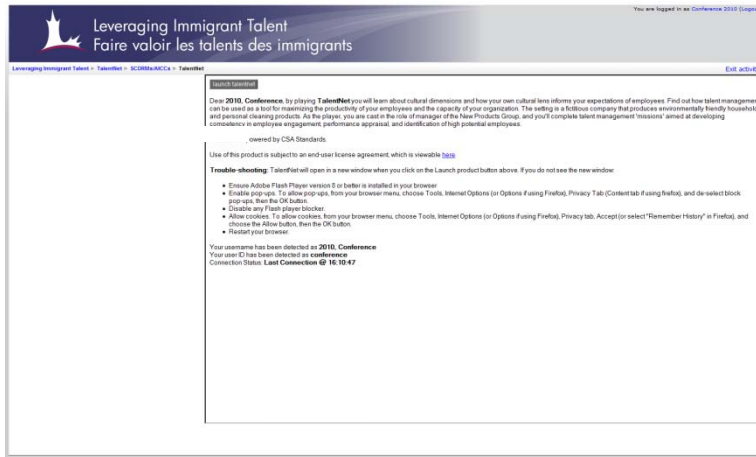 You are logged in as Conference 2010 (Logou
Leveraging Immigrant Talent
Faire valoir les talents des immigrants
Leveraging Immigrant Talent ► TalentNet ► SCORMs/AICCs ► TalentNet
Exit activit
launch talentnet
Dear 2010, Conference, by playing TalentNet you will learn about cultural dimensions and how your own cultural lens informs your expectations of employees. Find out how talent managemen
can be used as a tool for maximizing the productivity of your employees and the capacity of your organization. The setting is a fictitious company that produces environmentally friendly househol
and personal cleaning products. As the player, you are cast in the role of manager of the New Products Group, and you'll complete talent management 'missions' aimed at developing
competency in employee engagement, performance appraisal, and identification of high potential employees.
owered by CSA Standards.
Use of this product is subject to an end-user license agreement, which is viewable here.
Trouble-shooting: TalentNet will open in a new window when you click on the Launch product button above. If you do not see the new window:
• Ensure Adobe Flash Player version 8 or better is installed in your browser
• Enable pop-ups. To allow pop-ups, from your browser menu, choose Tools, Internet Options (or Options if using Firefox), Privacy Tab (Content tab if using firefox), and de-select block
pop-ups, then the OK button.
• Disable any Flash player blocker.
• Allow cookies. To allow cookies, from your browser menu, choose Tools, Internet Options (or Options if using Firefox), Privacy tab, Accept (or select "Remember History" in Firefox), and
choose the Allow button, then the OK button.
• Restart your browser.
Your username has been detected as 2010, Conference
Your user ID has been detected as conference
Connection Status: Last Connection @ 16:10:47